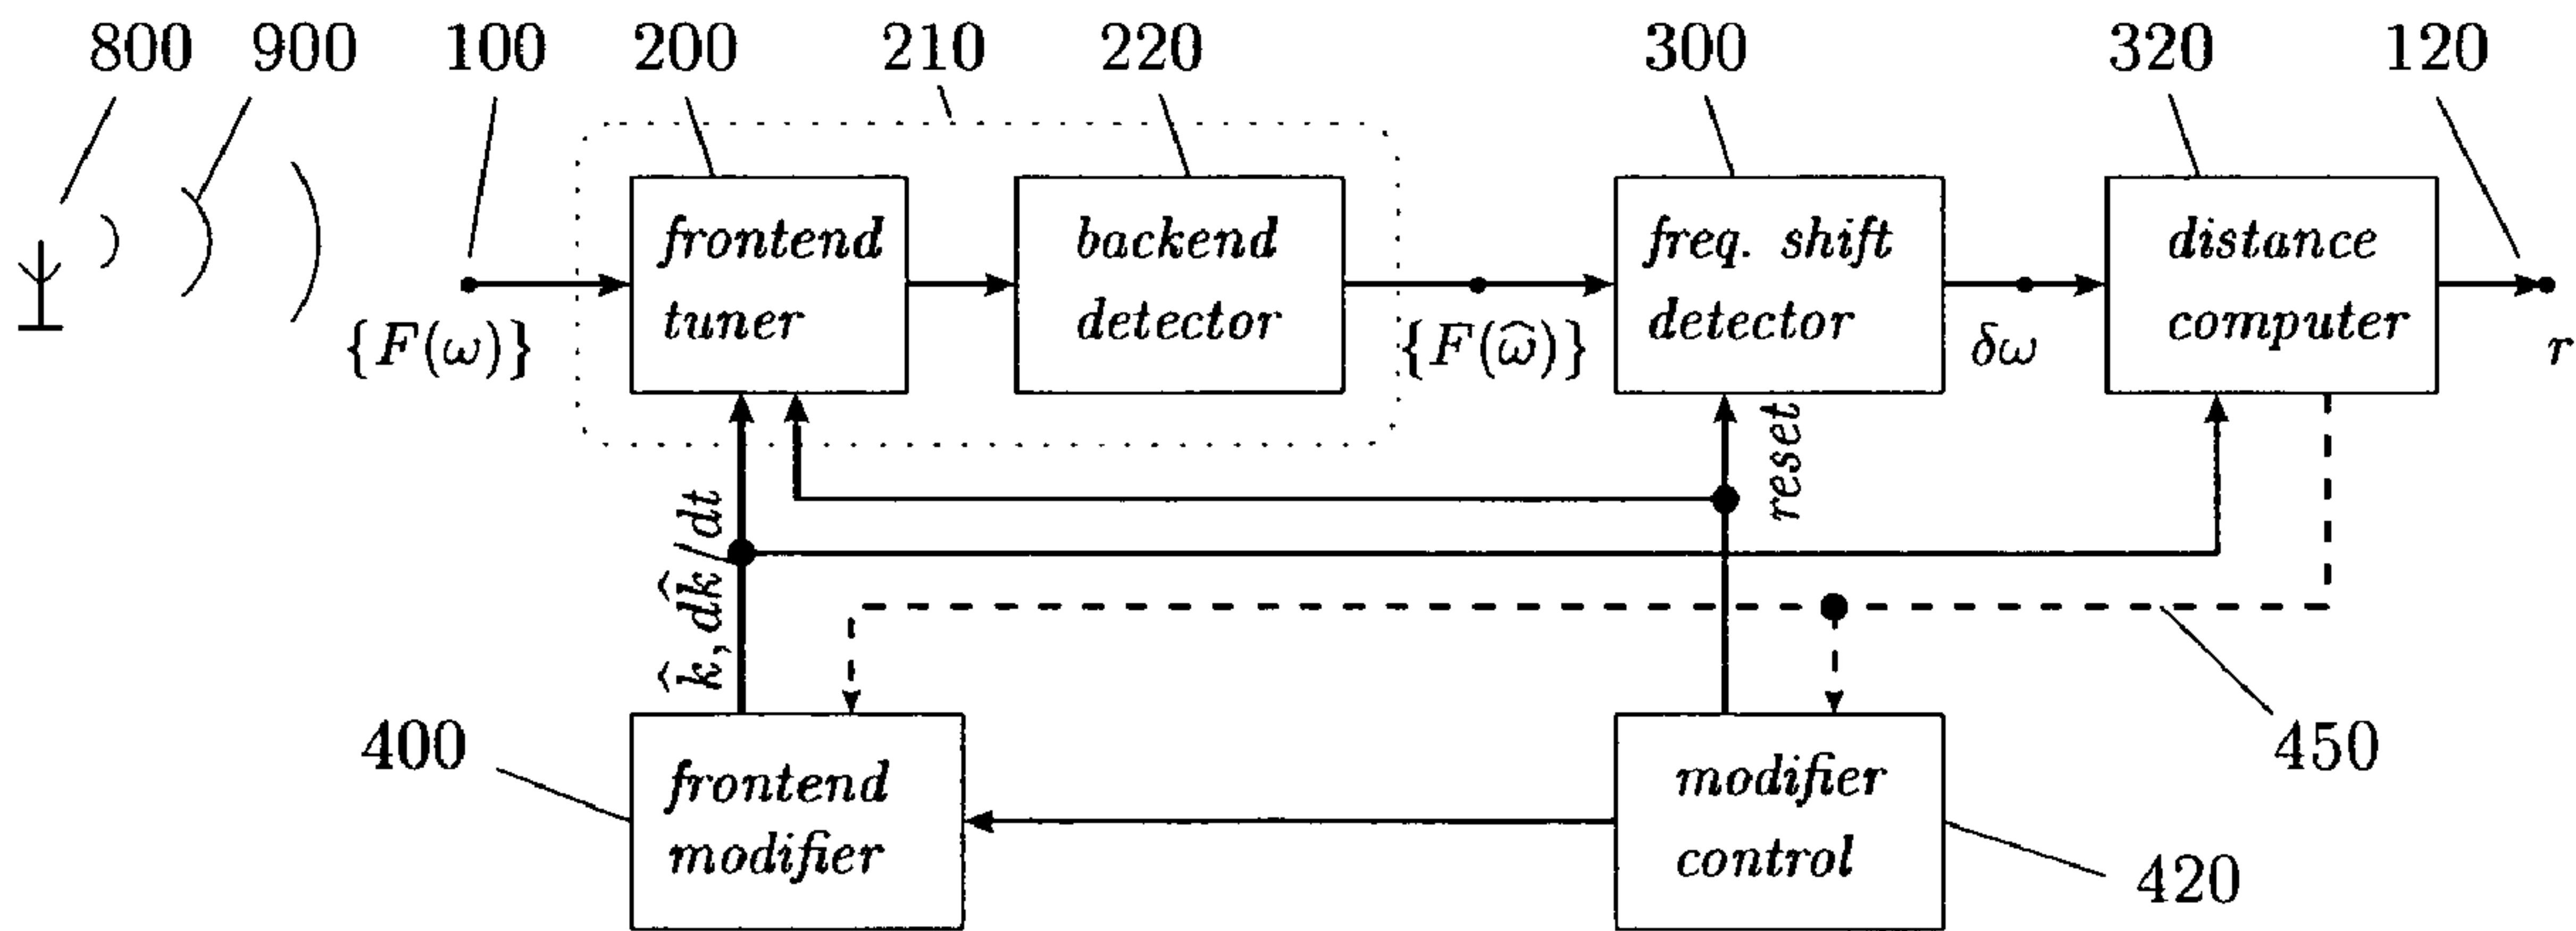 800 900 100 200 210 220 300 320 120
frontend
tuner
backend
detector
freq. shift
detector
distance
computer
{F(ω)}
{F(ω̂)}
δω
r
reset
k̂, dk̂/dt
400
frontend
modifier
modifier
control
450
420